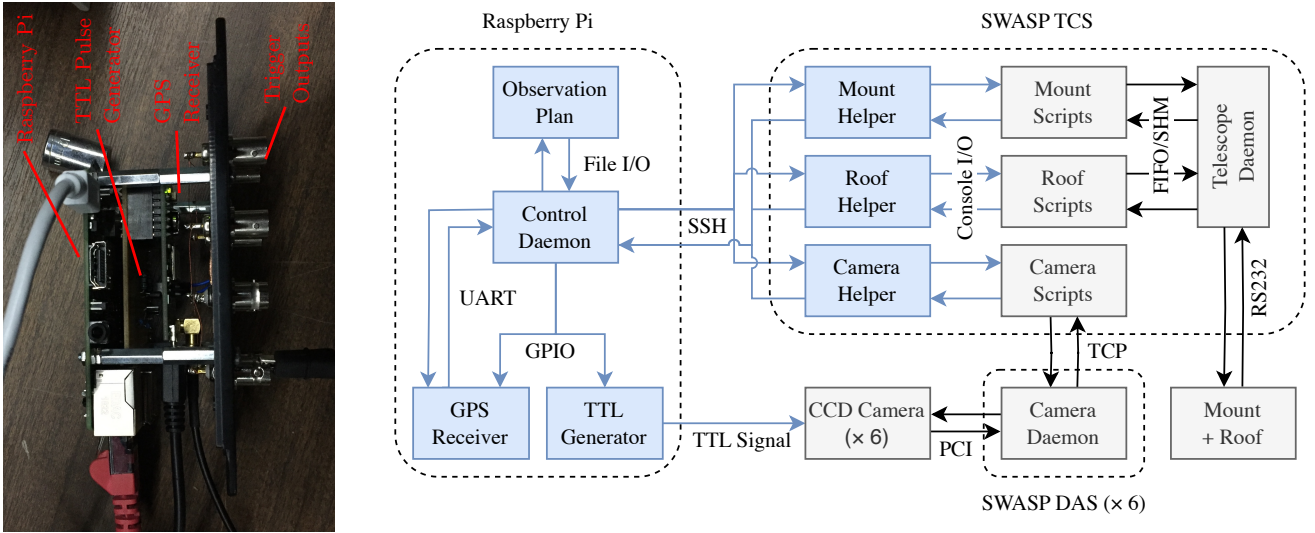 Raspberry Pi
TTL Pulse
Generator
GPS
Receiver
Trigger
Outputs
Raspberry Pi
SWASP TCS
Observation
Plan
File I/O
Control
Daemon
UART
GPIO
GPS
Receiver
TTL
Generator
SSH
TTL Signal
Mount
Helper
Roof
Helper
Camera
Helper
Console I/O
Mount
Scripts
Roof
Scripts
Camera
Scripts
FIFO/SHM
Telescope
Daemon
RS232
TCP
CCD Camera
(× 6)
PCI
Camera
Daemon
Mount
+ Roof
SWASP DAS (× 6)